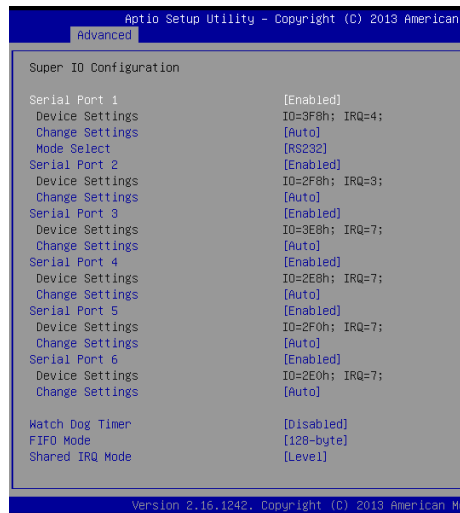 Aptio Setup Utility – Copyright (C) 2013 American
Advanced
Super IO Configuration
Serial Port 1 [Enabled]
Device Settings IO=3F8h; IRQ=4;
Change Settings [Auto]
Mode Select [RS232]
Serial Port 2 [Enabled]
Device Settings IO=2F8h; IRQ=3;
Change Settings [Auto]
Serial Port 3 [Enabled]
Device Settings IO=3E8h; IRQ=7;
Change Settings [Auto]
Serial Port 4 [Enabled]
Device Settings IO=2E8h; IRQ=7;
Change Settings [Auto]
Serial Port 5 [Enabled]
Device Settings IO=2F0h; IRQ=7;
Change Settings [Auto]
Serial Port 6 [Enabled]
Device Settings IO=2E0h; IRQ=7;
Change Settings [Auto]
Watch Dog Timer [Disabled]
FIFO Mode [128-byte]
Shared IRQ Mode [Level]
Version 2.16.1242. Copyright (C) 2013 American M